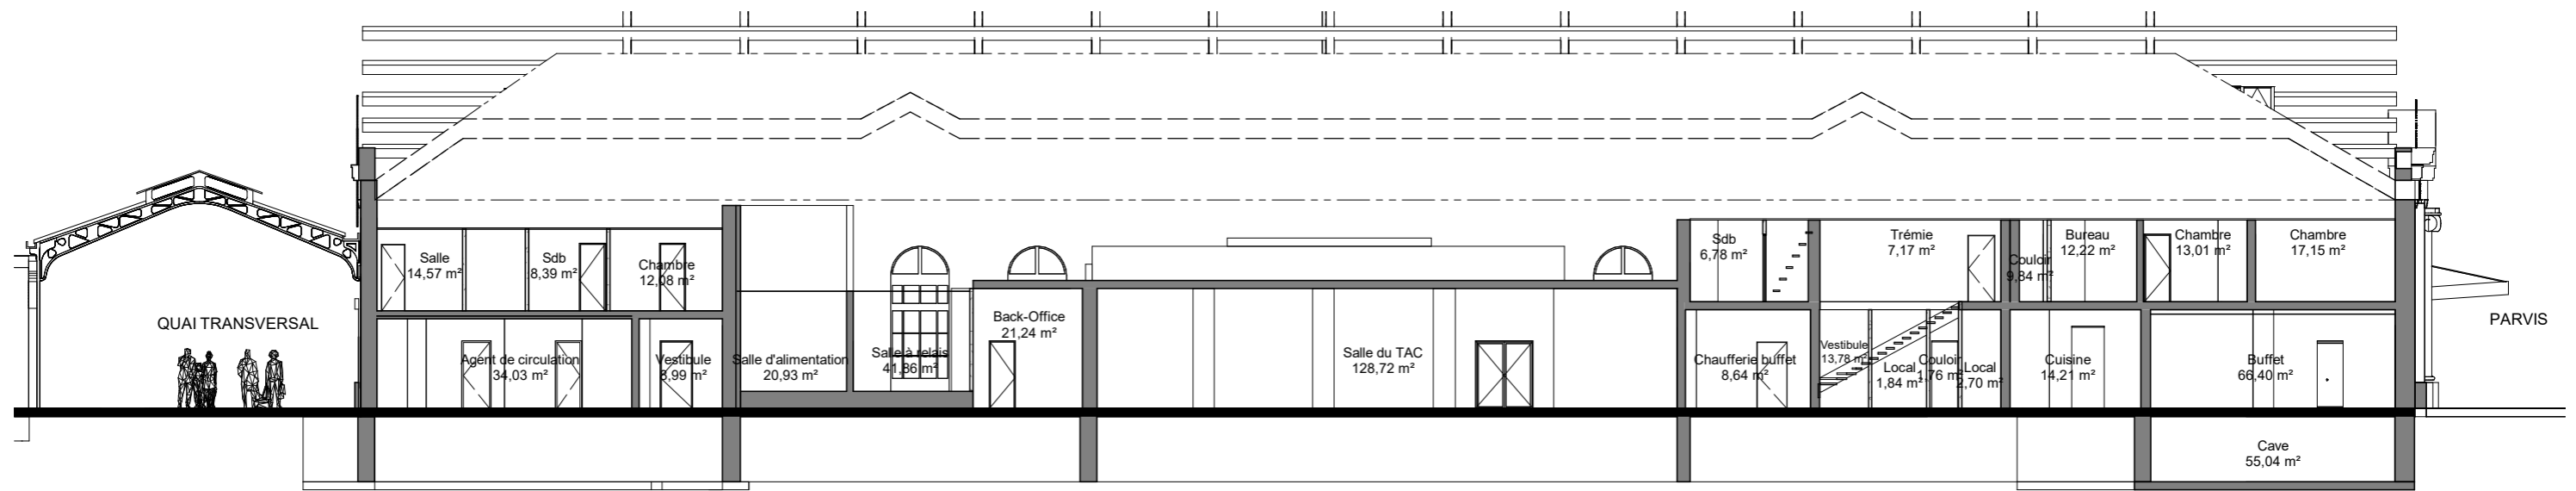 Salle
14,57 m²
Sdb
8,39 m²
Chambre
12,08 m²
Sdb
6,78 m²
Trémie
7,17 m²
Couloir
9,84 m²
Bureau
12,22 m²
Chambre
13,01 m²
Chambre
17,15 m²
QUAI TRANSVERSAL
Agent de circulation
34,03 m²
Vestibule
8,99 m²
Salle d'alimentation
20,93 m²
Salle à relais
41,86 m²
Back-Office
21,24 m²
Salle du TAC
128,72 m²
Chaufferie buffet
8,64 m²
Vestibule
13,78 m²
Local
1,84 m²
Couloir
1,76 m²
Local
2,70 m²
Cuisine
14,21 m²
Buffet
66,40 m²
PARVIS
Cave
55,04 m²